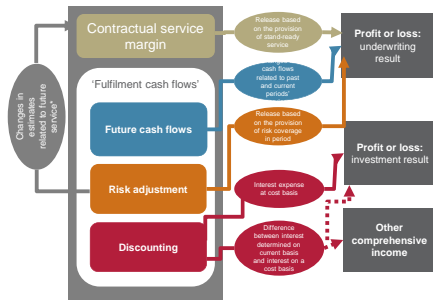 Contractual service
margin
Release based
on the provision
of stand-ready
service
Profit or loss:
underwriting
result
'Fulfilment cash flows'
cash flows
related to past
and current
periods'
Changes in
estimates
related to future
service*
Future cash flows
Release based
on the provision
of risk coverage
in period
Profit or loss:
investment result
Risk adjustment
Interest expense
at cost basis
Discounting
Difference
between interest
determined on
current basis
and interest on a
cost basis
Other
comprehensive
income